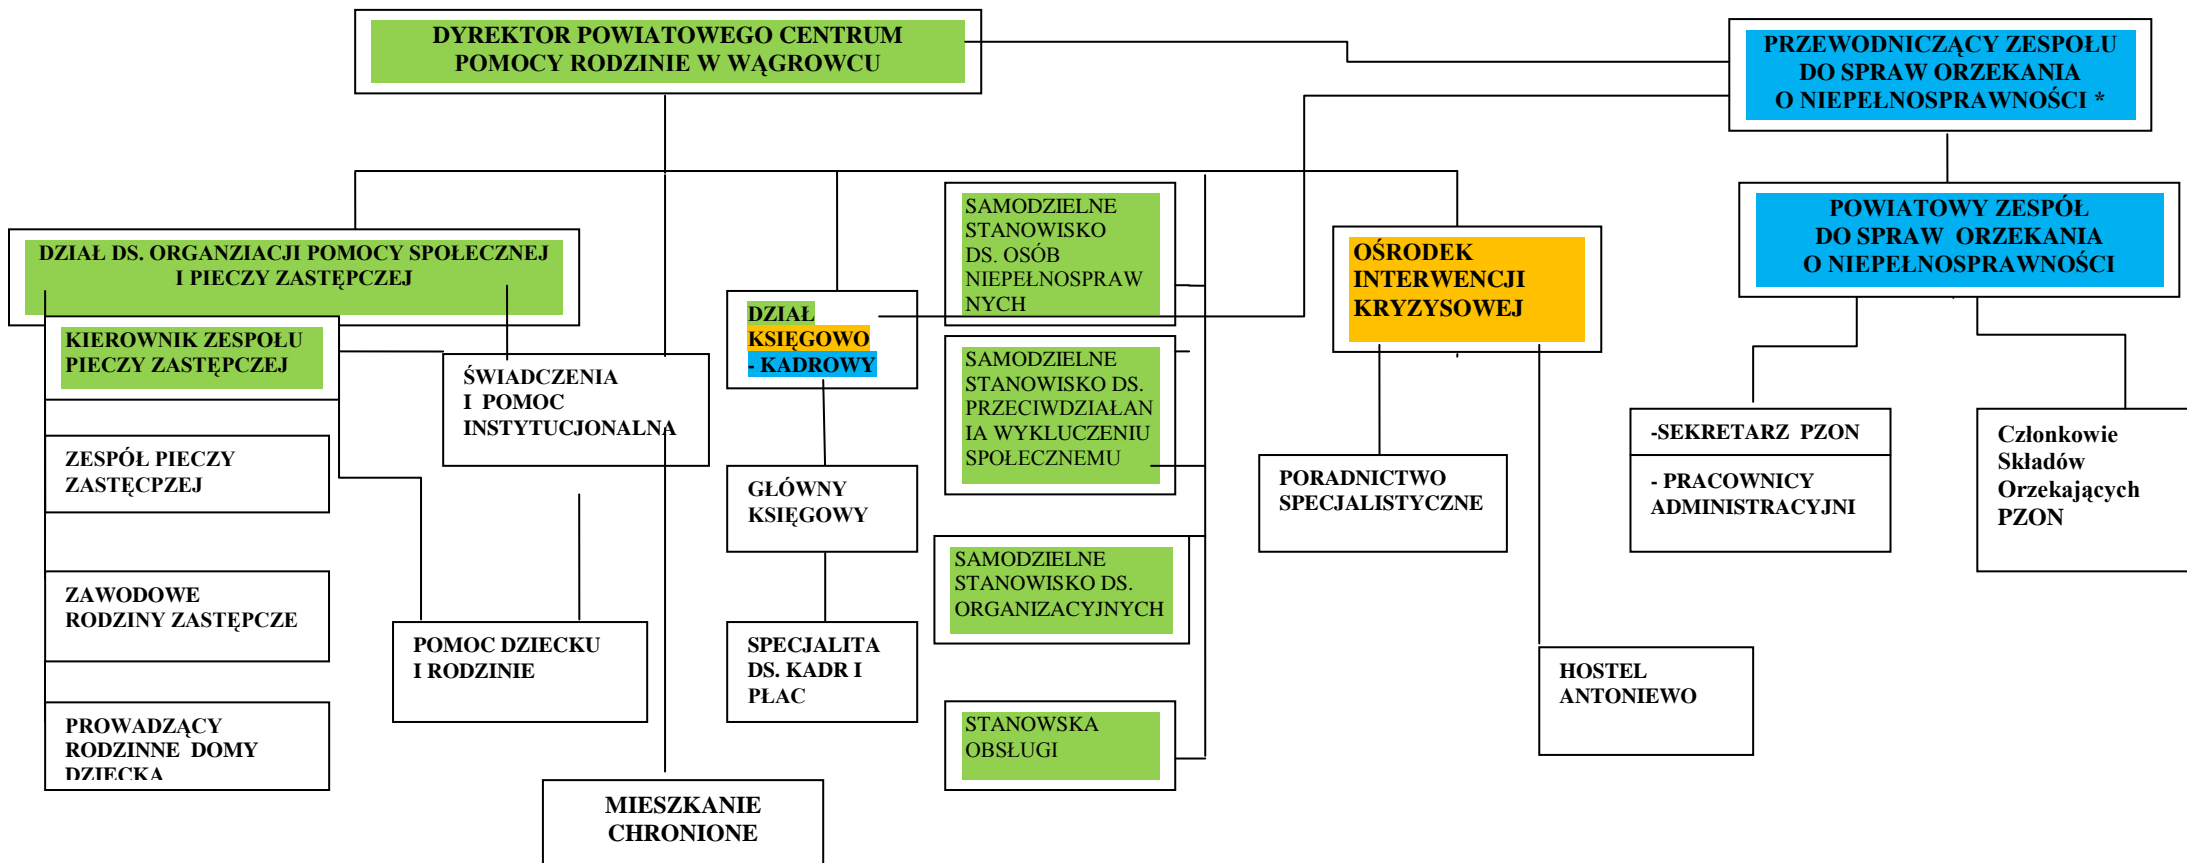 DYREKTOR POWIATOWEGO CENTRUM
POMOCY RODZINIE W WĄGROWCU
PRZEWODNICZĄCY ZESPOŁU
DO SPRAW ORZEKANIA
O NIEPEŁNOSPRAWNOŚCI *
DZIAŁ DS. ORGANZIACJI POMOCY SPOŁECZNEJ
I PIECZY ZASTĘPCZEJ
KIEROWNIK ZESPOŁU
PIECZY ZASTĘPCZEJ
ZESPÓŁ PIECZY
ZASTĘCPZEJ
ZAWODOWE
RODZINY ZASTĘPCZE
PROWADZĄCY
RODZINNE DOMY
DZIECKA
ŚWIADCZENIA
I POMOC
INSTYTUCJONALNA
POMOC DZIECKU
I RODZINIE
MIESZKANIE
CHRONIONE
DZIAŁ
KSIĘGOWO
- KADROWY
GŁÓWNY
KSIĘGOWY
SPECJALITA
DS. KADR I
PŁAC
SAMODZIELNE
STANOWISKO
DS. OSÓB
NIEPEŁNOSPRAW
NYCH
SAMODZIELNE
STANOWISKO DS.
PRZECIWDZIAŁAN
IA WYKLUCZENIU
SPOŁECZNEMU
SAMODZIELNE
STANOWISKO DS.
ORGANIZACYJNYCH
STANOWSKA
OBSŁUGI
OŚRODEK
INTERWENCJI
KRYZYSOWEJ
PORADNICTWO
SPECJALISTYCZNE
HOSTEL
ANTONIEWO
POWIATOWY ZESPÓŁ
DO SPRAW ORZEKANIA
O NIEPEŁNOSPRAWNOŚCI
-SEKRETARZ PZON
- PRACOWNICY
ADMINISTRACYJNI
Członkowie
Składów
Orzekających
PZON